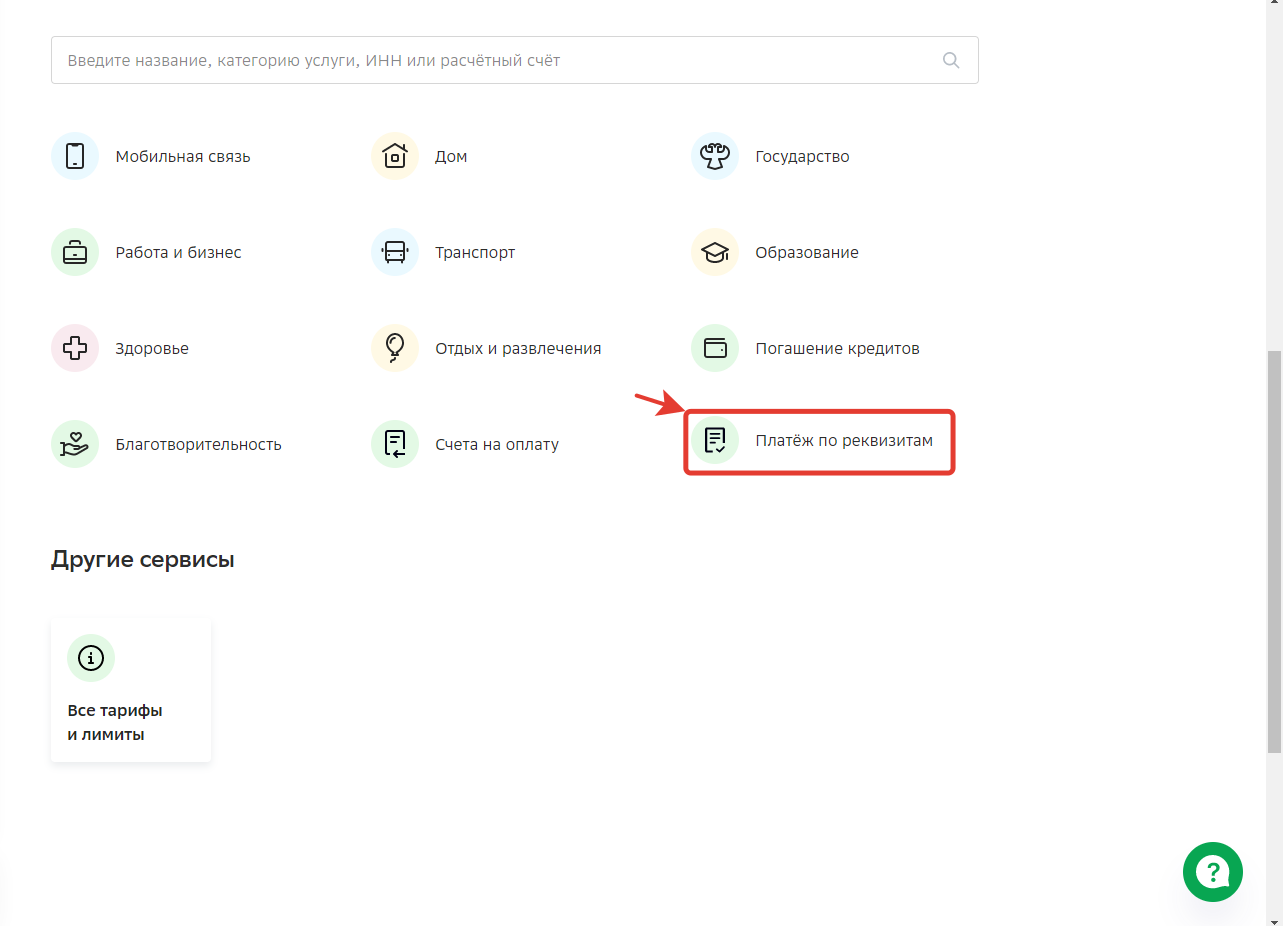 Введите название, категорию услуги, ИНН или расчётный счёт
Мобильная связь
Дом
Государство
Работа и бизнес
Транспорт
Образование
Здоровье
Отдых и развлечения
Погашение кредитов
Благотворительность
Счета на оплату
Платёж по реквизитам
Другие сервисы
Все тарифы
и лимиты
?